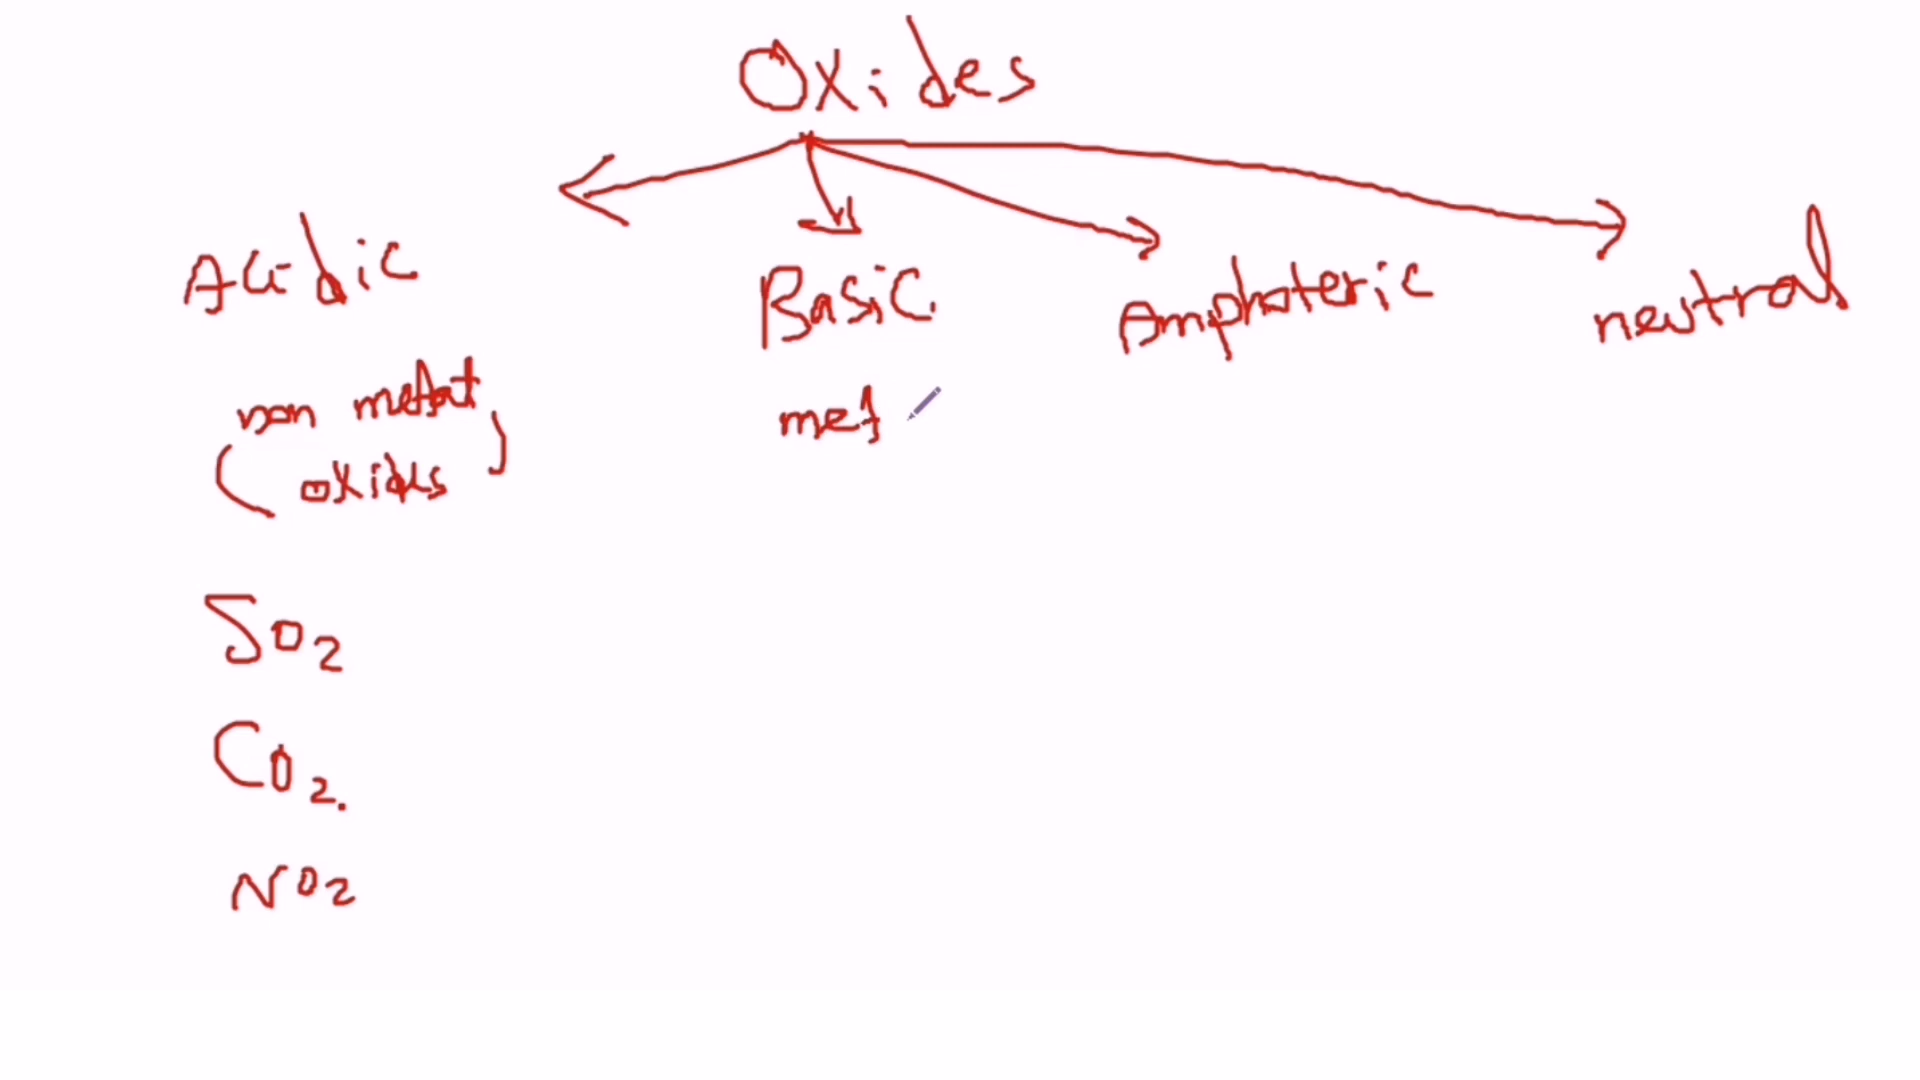 Oxides
Acidic
Basic
Amphoteric
neutral
non metal
(oxides)
met
SO2
CO2.
NO2